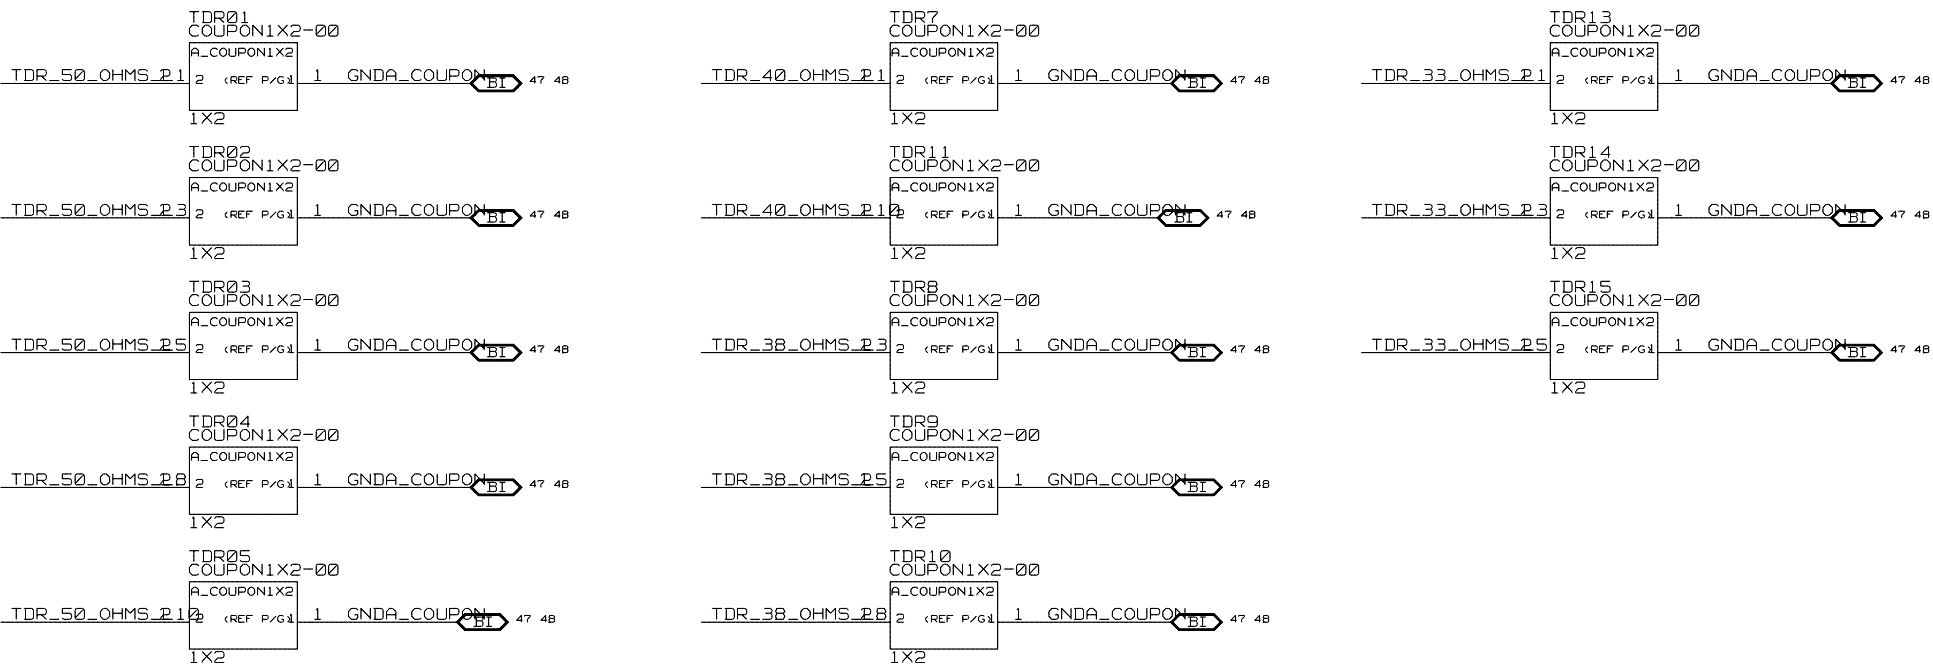 TDR01
COUPON1X2-00
A_COUPON1X2
TDR_50_OHMS_L1 2 (REF P/G) 1 GNDA_COUPON BI 47 48
1X2
TDR02
COUPON1X2-00
A_COUPON1X2
TDR_50_OHMS_L3 2 (REF P/G) 1 GNDA_COUPON BI 47 48
1X2
TDR03
COUPON1X2-00
A_COUPON1X2
TDR_50_OHMS_L5 2 (REF P/G) 1 GNDA_COUPON BI 47 48
1X2
TDR04
COUPON1X2-00
A_COUPON1X2
TDR_50_OHMS_L8 2 (REF P/G) 1 GNDA_COUPON BI 47 48
1X2
TDR05
COUPON1X2-00
A_COUPON1X2
TDR_50_OHMS_L10 2 (REF P/G) 1 GNDA_COUPON BI 47 48
1X2
TDR7
COUPON1X2-00
A_COUPON1X2
TDR_40_OHMS_L1 2 (REF P/G) 1 GNDA_COUPON BI 47 48
1X2
TDR11
COUPON1X2-00
A_COUPON1X2
TDR_40_OHMS_L10 2 (REF P/G) 1 GNDA_COUPON BI 47 48
1X2
TDR8
COUPON1X2-00
A_COUPON1X2
TDR_38_OHMS_L3 2 (REF P/G) 1 GNDA_COUPON BI 47 48
1X2
TDR9
COUPON1X2-00
A_COUPON1X2
TDR_38_OHMS_L5 2 (REF P/G) 1 GNDA_COUPON BI 47 48
1X2
TDR10
COUPON1X2-00
A_COUPON1X2
TDR_38_OHMS_L8 2 (REF P/G) 1 GNDA_COUPON BI 47 48
1X2
TDR13
COUPON1X2-00
A_COUPON1X2
TDR_33_OHMS_L1 2 (REF P/G) 1 GNDA_COUPON BI 47 48
1X2
TDR14
COUPON1X2-00
A_COUPON1X2
TDR_33_OHMS_L3 2 (REF P/G) 1 GNDA_COUPON BI 47 48
1X2
TDR15
COUPON1X2-00
A_COUPON1X2
TDR_33_OHMS_L5 2 (REF P/G) 1 GNDA_COUPON BI 47 48
1X2